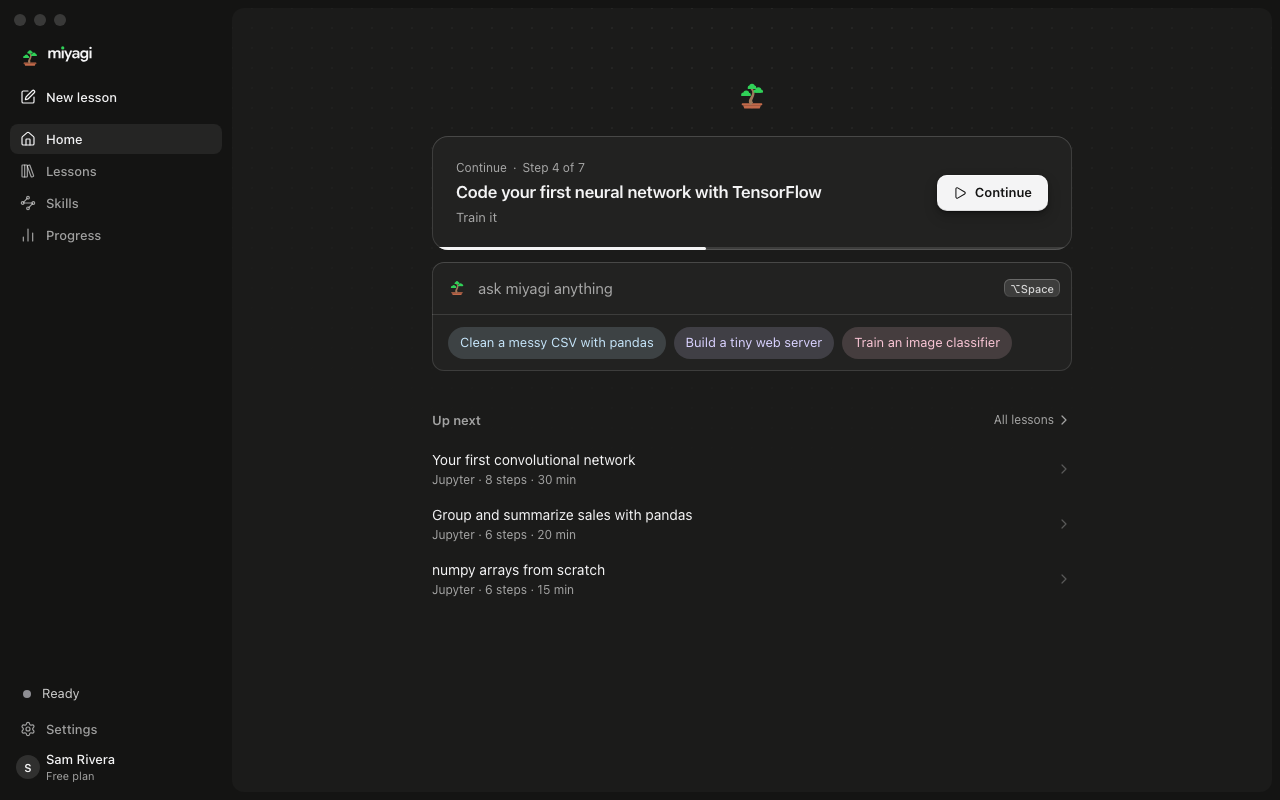 miyagi
New lesson
Home
Lessons
Skills
Progress
Ready
Settings
S
Sam Rivera
Free plan
Continue · Step 4 of 7
Code your first neural network with TensorFlow
Train it
Continue
ask miyagi anything
⌥Space
Clean a messy CSV with pandas
Build a tiny web server
Train an image classifier
Up next
All lessons
Your first convolutional network
Jupyter · 8 steps · 30 min
Group and summarize sales with pandas
Jupyter · 6 steps · 20 min
numpy arrays from scratch
Jupyter · 6 steps · 15 min